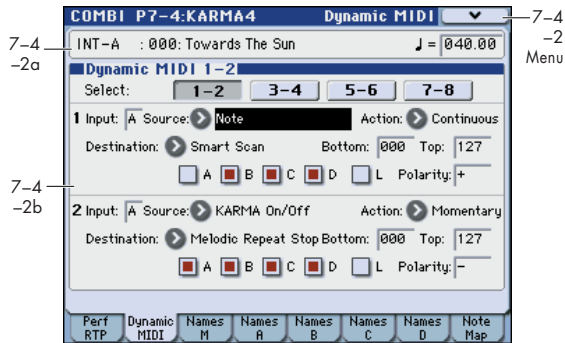 COMBI P7-4:KARMA4 Dynamic MIDI
7-4
-2
Menu
7-4
-2a
INT-A : 000: Towards The Sun ♩ = 040.00
Dynamic MIDI 1-2
Select: 1-2 3-4 5-6 7-8
1 Input: A Source: Note Action: Continuous
Destination: Smart Scan Bottom: 000 Top: 127
A B C D L Polarity: +
7-4
-2b
2 Input: A Source: KARMA On/Off Action: Momentary
Destination: Melodic Repeat Stop Bottom: 000 Top: 127
A B C D L Polarity: -
Perf RTP Dynamic MIDI Names M Names A Names B Names C Names D Note Map